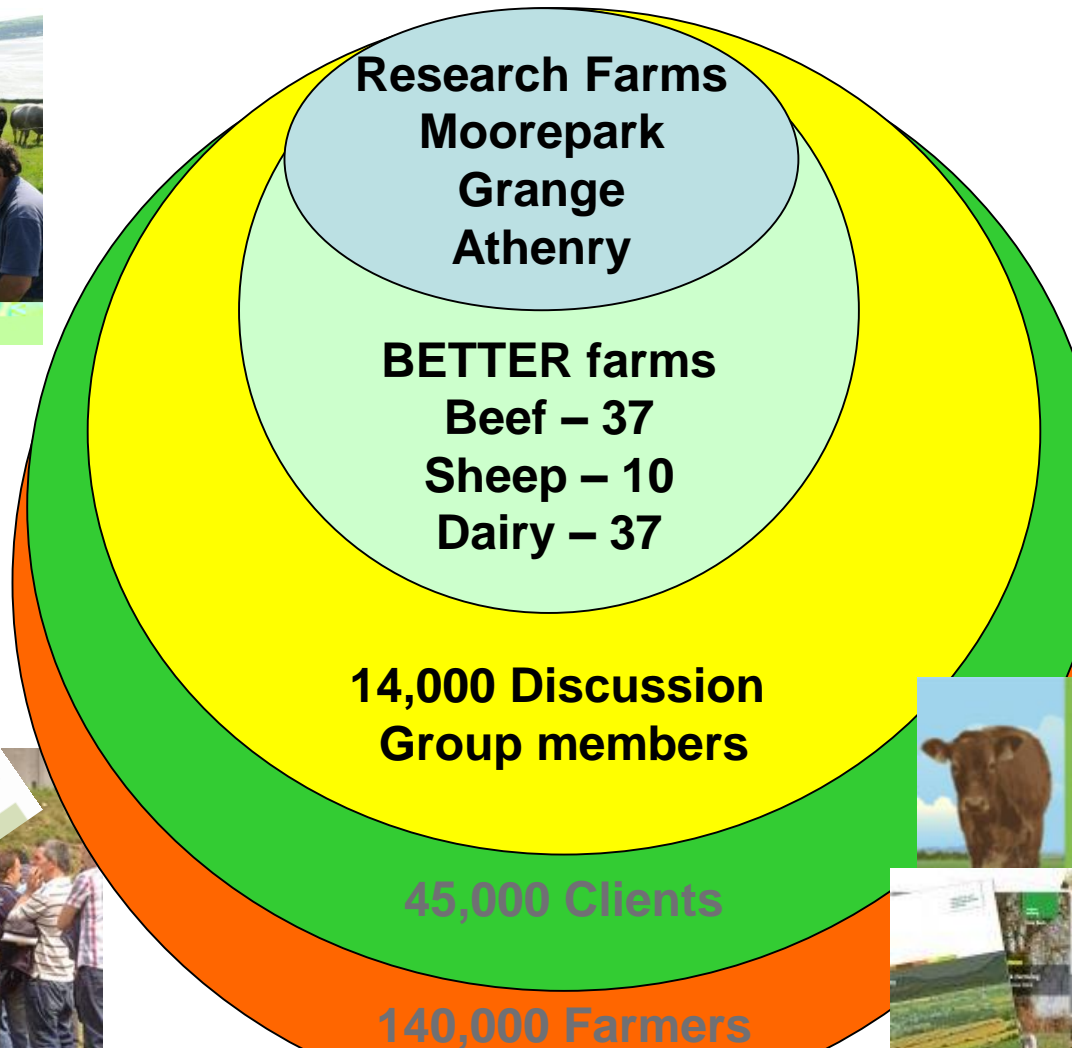 Research Farms
Moorepark
Grange
Athenry
BETTER farms
Beef – 37
Sheep – 10
Dairy – 37
14,000 Discussion
Group members
45,000 Clients
140,000 Farmers